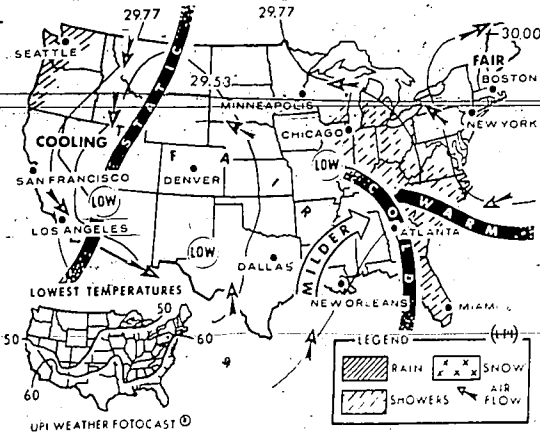 29.77
29.77
30.00
SEATTLE
STATIC
FAIR
BOSTON
29.53
MINNEAPOLIS
NEW YORK
COOLING
CHICAGO
FAIR
SAN FRANCISCO
DENVER
LOW
LOW
COLD
WARM
LOS ANGELES
LOW
ATLANTA
DALLAS
MILDER
LOWEST TEMPERATURES
NEW ORLEANS
MIAMI
50
50
60
60
LEGEND
RAIN
SNOW
SHOWERS
AIR FLOW
UPI WEATHER FOTOCAST ®